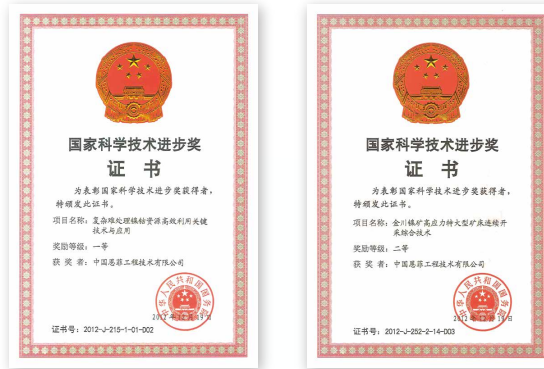 国家科学技术进步奖
证 书
为表彰国家科学技术进步奖获得者，
特颁发此证书。
项目名称：复杂难处理镍钴资源高效利用关键
技术与应用
奖励等级：一等
获 奖 者：中国恩菲工程技术有限公司
证书号：2012-J-215-1-01-D02
国家科学技术进步奖
证 书
为表彰国家科学技术进步奖获得者，
特颁发此证书。
项目名称：金川镍矿高应力特大型矿床连续开
采综合技术
奖励等级：二等
获 奖 者：中国恩菲工程技术有限公司
证书号：2012-J-252-2-14-D03